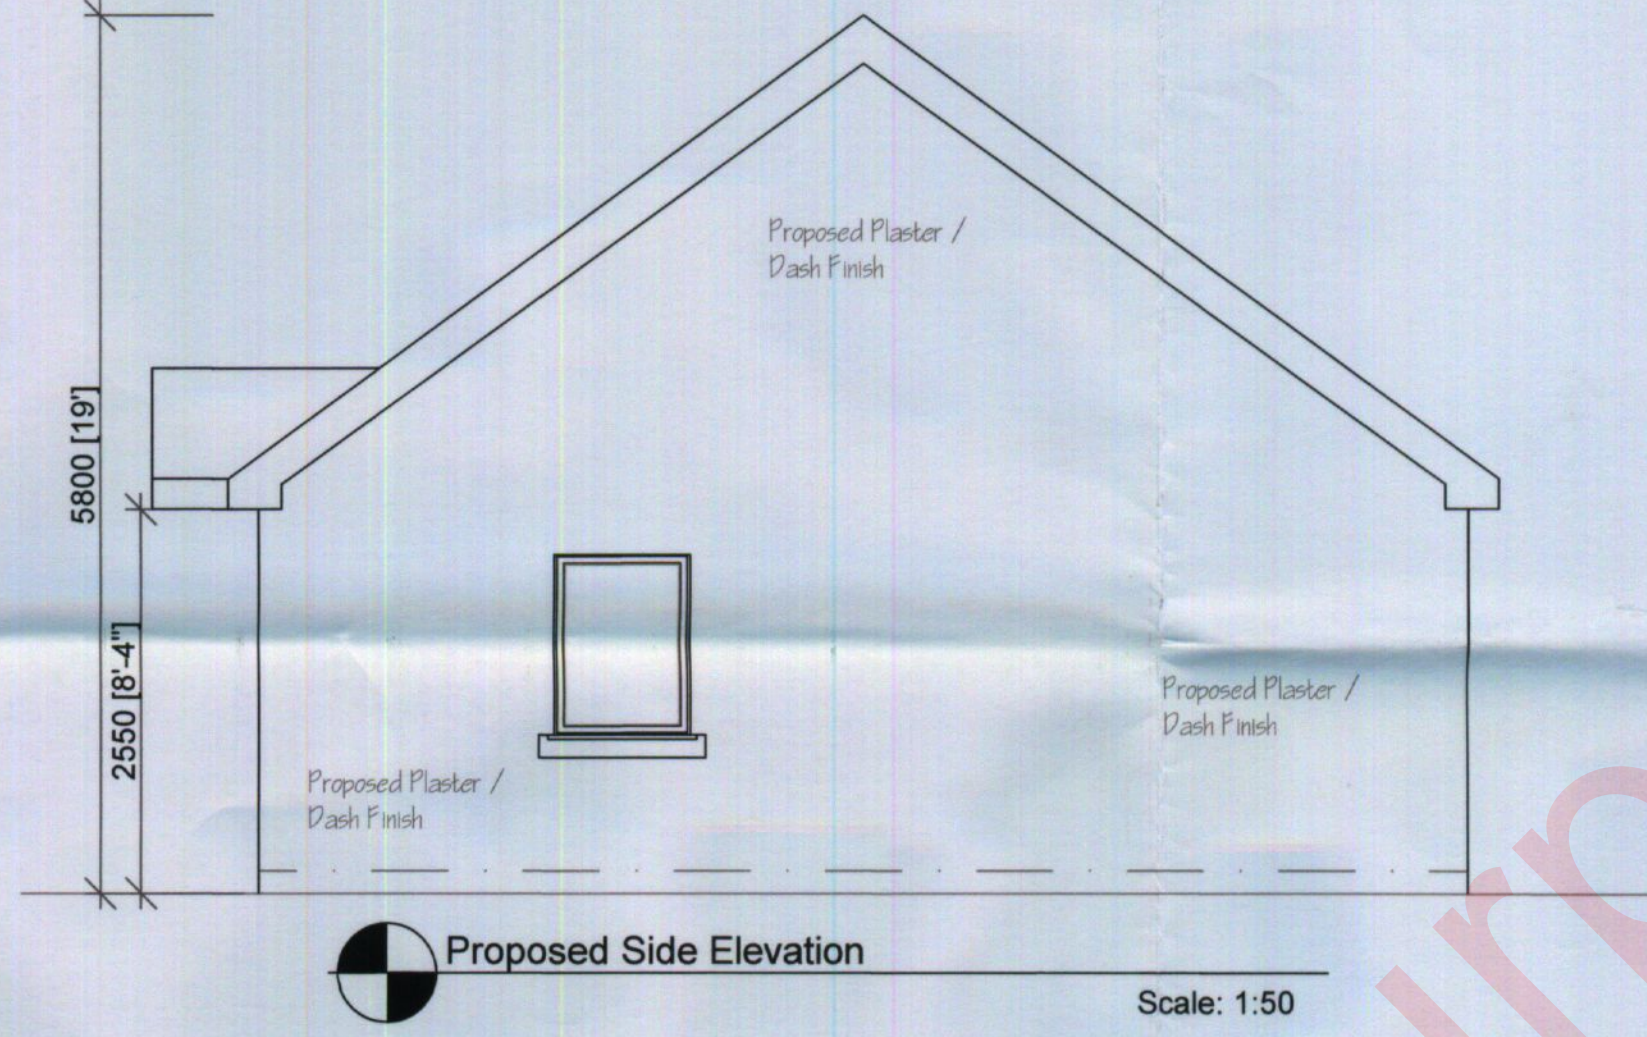 5800 [19']
Proposed Plaster /
Dash Finish
2550 [8'-4"]
Proposed Plaster /
Dash Finish
Proposed Plaster /
Dash Finish
Proposed Side Elevation
Scale: 1:50